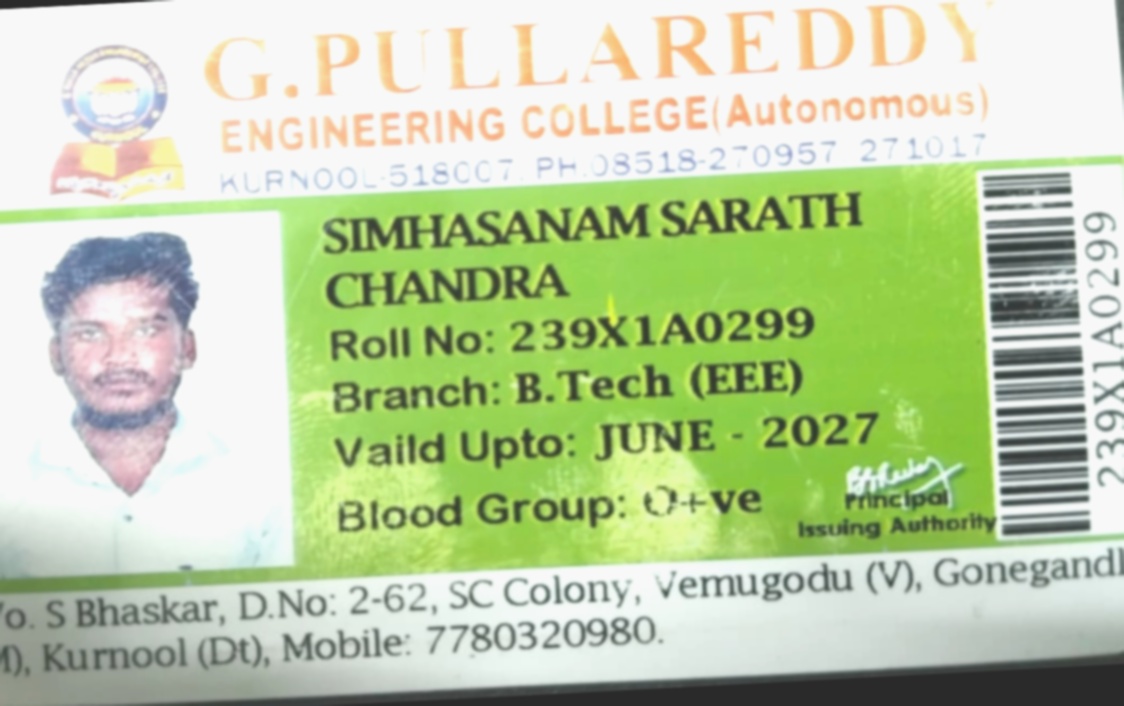 G.PULLAREDDY
ENGINEERING COLLEGE(Autonomous)
KURNOOL-518007. PH.08518-270957 271017
SIMHASANAM SARATH
CHANDRA
Roll No: 239X1A0299
Branch: B.Tech (EEE)
Vaild Upto: JUNE - 2027
Blood Group: O+ve
Principal
Issuing Authority
239X1A0299
/o. S Bhaskar, D.No: 2-62, SC Colony, Vemugodu (V), Gonegandl
M), Kurnool (Dt), Mobile: 7780320980.